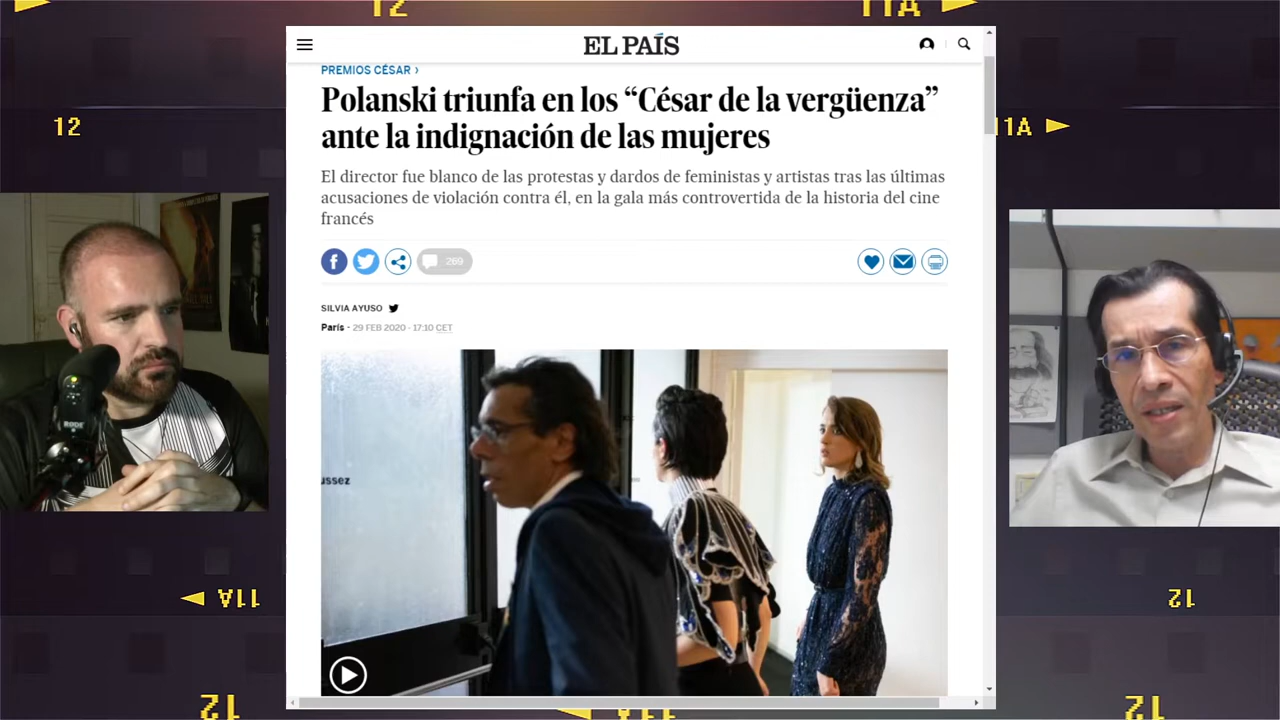 12
11A
EL PAÍS
PREMIOS CÉSAR ›
Polanski triunfa en los “César de la vergüenza”
ante la indignación de las mujeres
El director fue blanco de las protestas y dardos de feministas y artistas tras las últimas
acusaciones de violación contra él, en la gala más controvertida de la historia del cine
francés
269
SILVIA AYUSO
París - 29 FEB 2020 - 17:10 CET
ussez
RØDE
12
11A
11A
12
12
11A
12